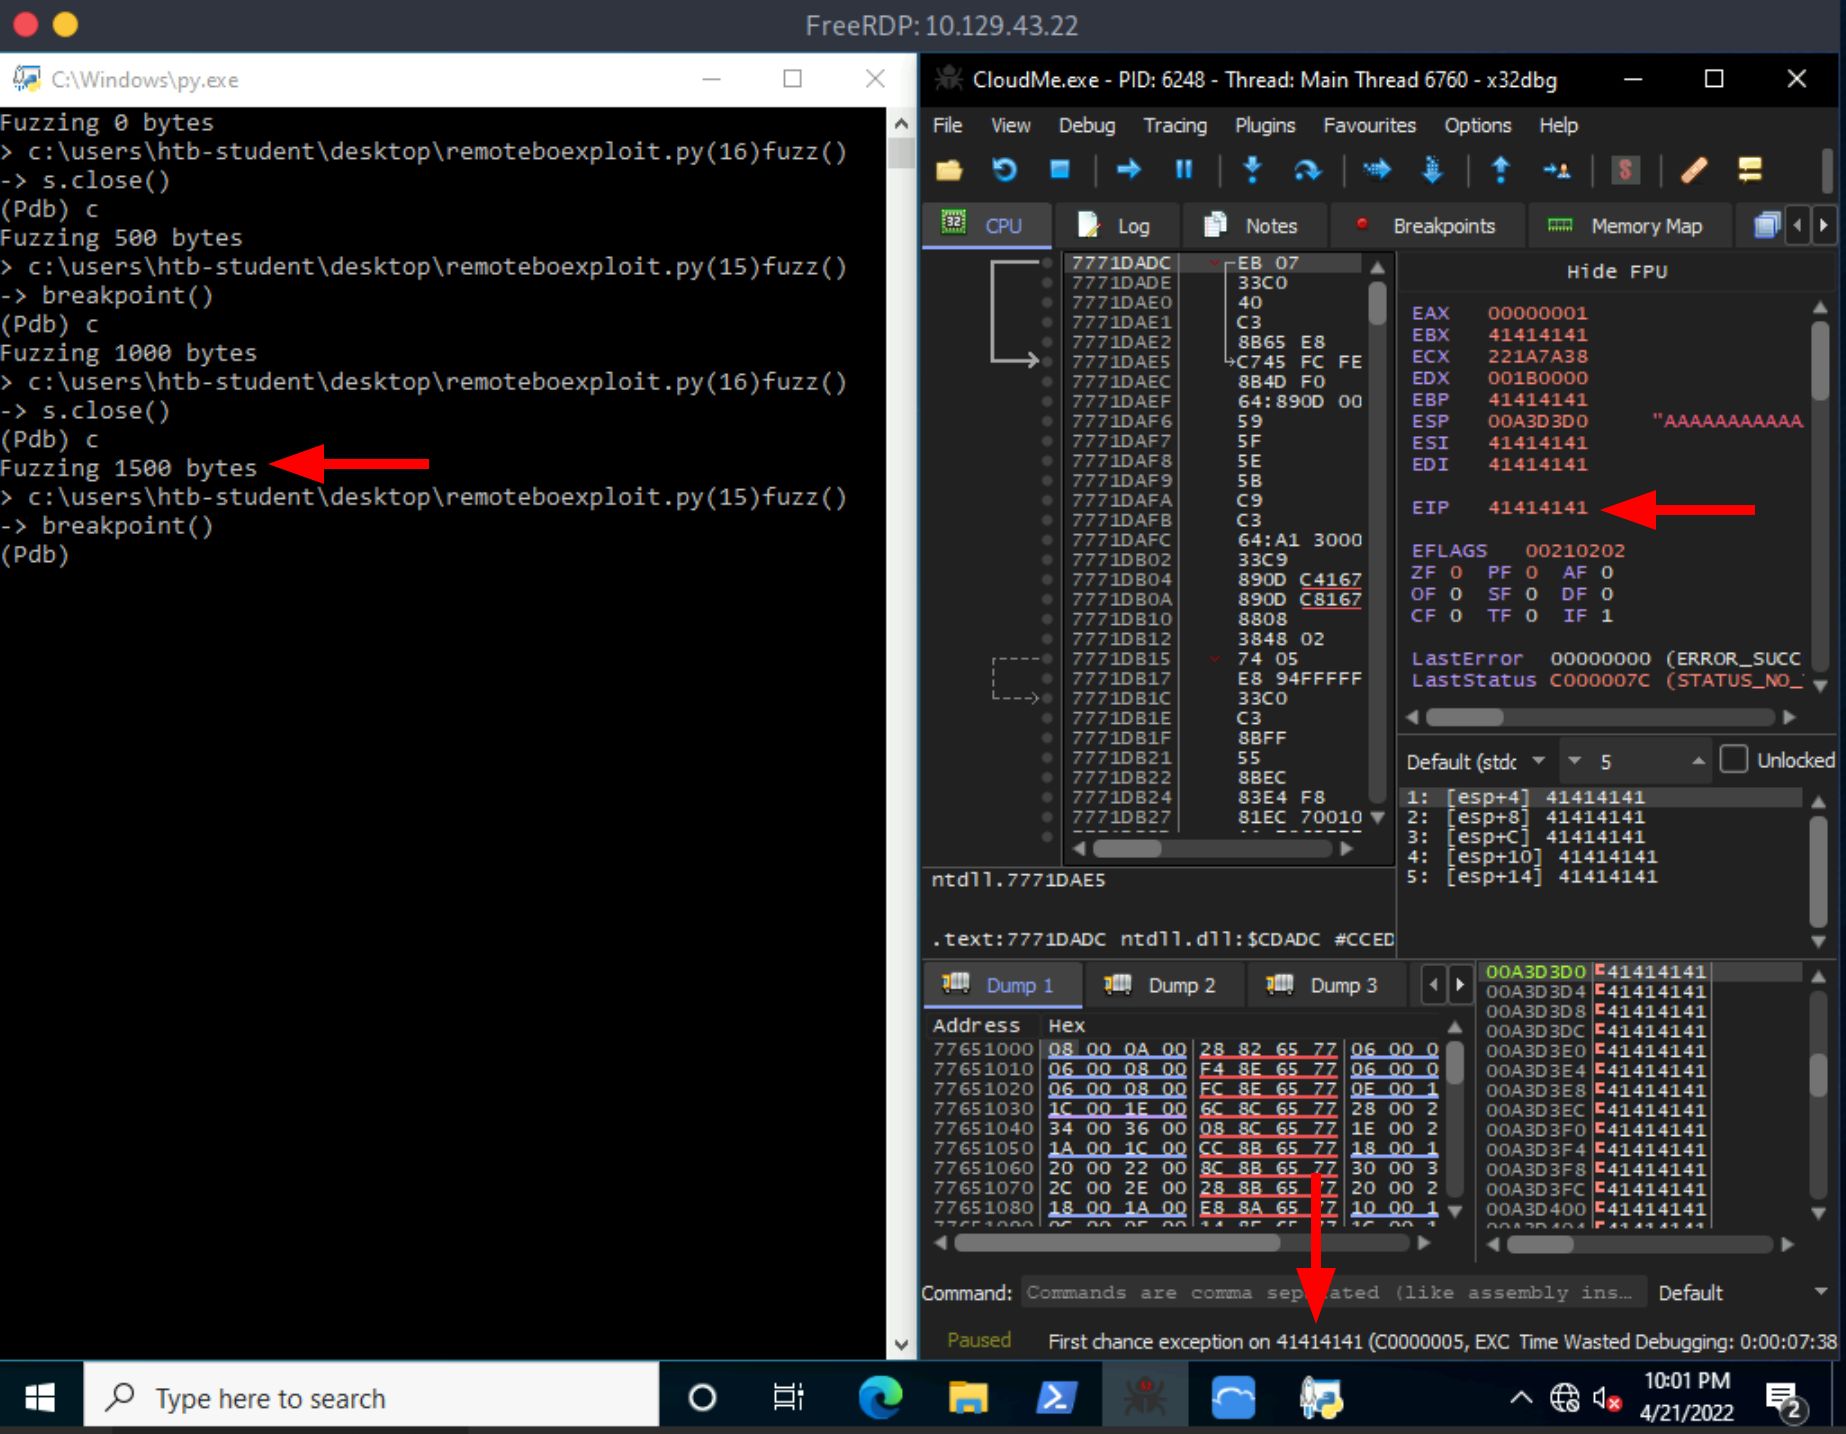 FreeRDP: 10.129.43.22
C:\Windows\py.exe
Fuzzing 0 bytes
> c:\users\htb-student\desktop\remoteboexploit.py(16)fuzz()
-> s.close()
(Pdb) c
Fuzzing 500 bytes
> c:\users\htb-student\desktop\remoteboexploit.py(15)fuzz()
-> breakpoint()
(Pdb) c
Fuzzing 1000 bytes
> c:\users\htb-student\desktop\remoteboexploit.py(16)fuzz()
-> s.close()
(Pdb) c
Fuzzing 1500 bytes
> c:\users\htb-student\desktop\remoteboexploit.py(15)fuzz()
-> breakpoint()
(Pdb)
CloudMe.exe - PID: 6248 - Thread: Main Thread 6760 - x32dbg
File View Debug Tracing Plugins Favourites Options Help
CPU Log Notes Breakpoints Memory Map
7771DADC EB 07
7771DADE 33C0
7771DAE0 40
7771DAE1 C3
7771DAE2 8B65 E8
7771DAE5 C745 FC FE
7771DAEC 8B4D F0
7771DAEF 64:890D 00
7771DAF6 59
7771DAF7 5F
7771DAF8 5E
7771DAF9 5B
7771DAFA C9
7771DAFB C3
7771DAFC 64:A1 3000
7771DB02 33C9
7771DB04 890D C4167
7771DB0A 890D C8167
7771DB10 8808
7771DB12 3848 02
7771DB15 74 05
7771DB17 E8 94FFFFF
7771DB1C 33C0
7771DB1E C3
7771DB1F 8BFF
7771DB21 55
7771DB22 8BEC
7771DB24 83E4 F8
7771DB27 81EC 70010
Hide FPU
EAX 00000001
EBX 41414141
ECX 221A7A38
EDX 001B0000
EBP 41414141
ESP 00A3D3D0 "AAAAAAAAAAA
ESI 41414141
EDI 41414141
EIP 41414141
EFLAGS 00210202
ZF 0 PF 0 AF 0
OF 0 SF 0 DF 0
CF 0 TF 0 IF 1
LastError 00000000 (ERROR_SUCC
LastStatus C000007C (STATUS_NO_
Default (stdc 5 Unlocked
1: [esp+4] 41414141
2: [esp+8] 41414141
3: [esp+C] 41414141
4: [esp+10] 41414141
5: [esp+14] 41414141
ntdll.7771DAE5
.text:7771DADC ntdll.dll:$CDADC #CCED
Dump 1 Dump 2 Dump 3
Address Hex
77651000 08 00 0A 00 28 82 65 77 06 00 0
77651010 06 00 08 00 F4 8E 65 77 06 00 0
77651020 06 00 08 00 FC 8E 65 77 0E 00 1
77651030 1C 00 1E 00 6C 8C 65 77 28 00 2
77651040 34 00 36 00 08 8C 65 77 1E 00 2
77651050 1A 00 1C 00 CC 8B 65 77 18 00 1
77651060 20 00 22 00 8C 8B 65 77 30 00 3
77651070 2C 00 2E 00 28 8B 65 77 20 00 2
77651080 18 00 1A 00 E8 8A 65 77 10 00 1
00A3D3D0 41414141
00A3D3D4 41414141
00A3D3D8 41414141
00A3D3DC 41414141
00A3D3E0 41414141
00A3D3E4 41414141
00A3D3E8 41414141
00A3D3EC 41414141
00A3D3F0 41414141
00A3D3F4 41414141
00A3D3F8 41414141
00A3D3FC 41414141
00A3D400 41414141
Command: Commands are comma separated (like assembly ins... Default
Paused First chance exception on 41414141 (C0000005, EXC Time Wasted Debugging: 0:00:07:38
Type here to search
10:01 PM
4/21/2022
2